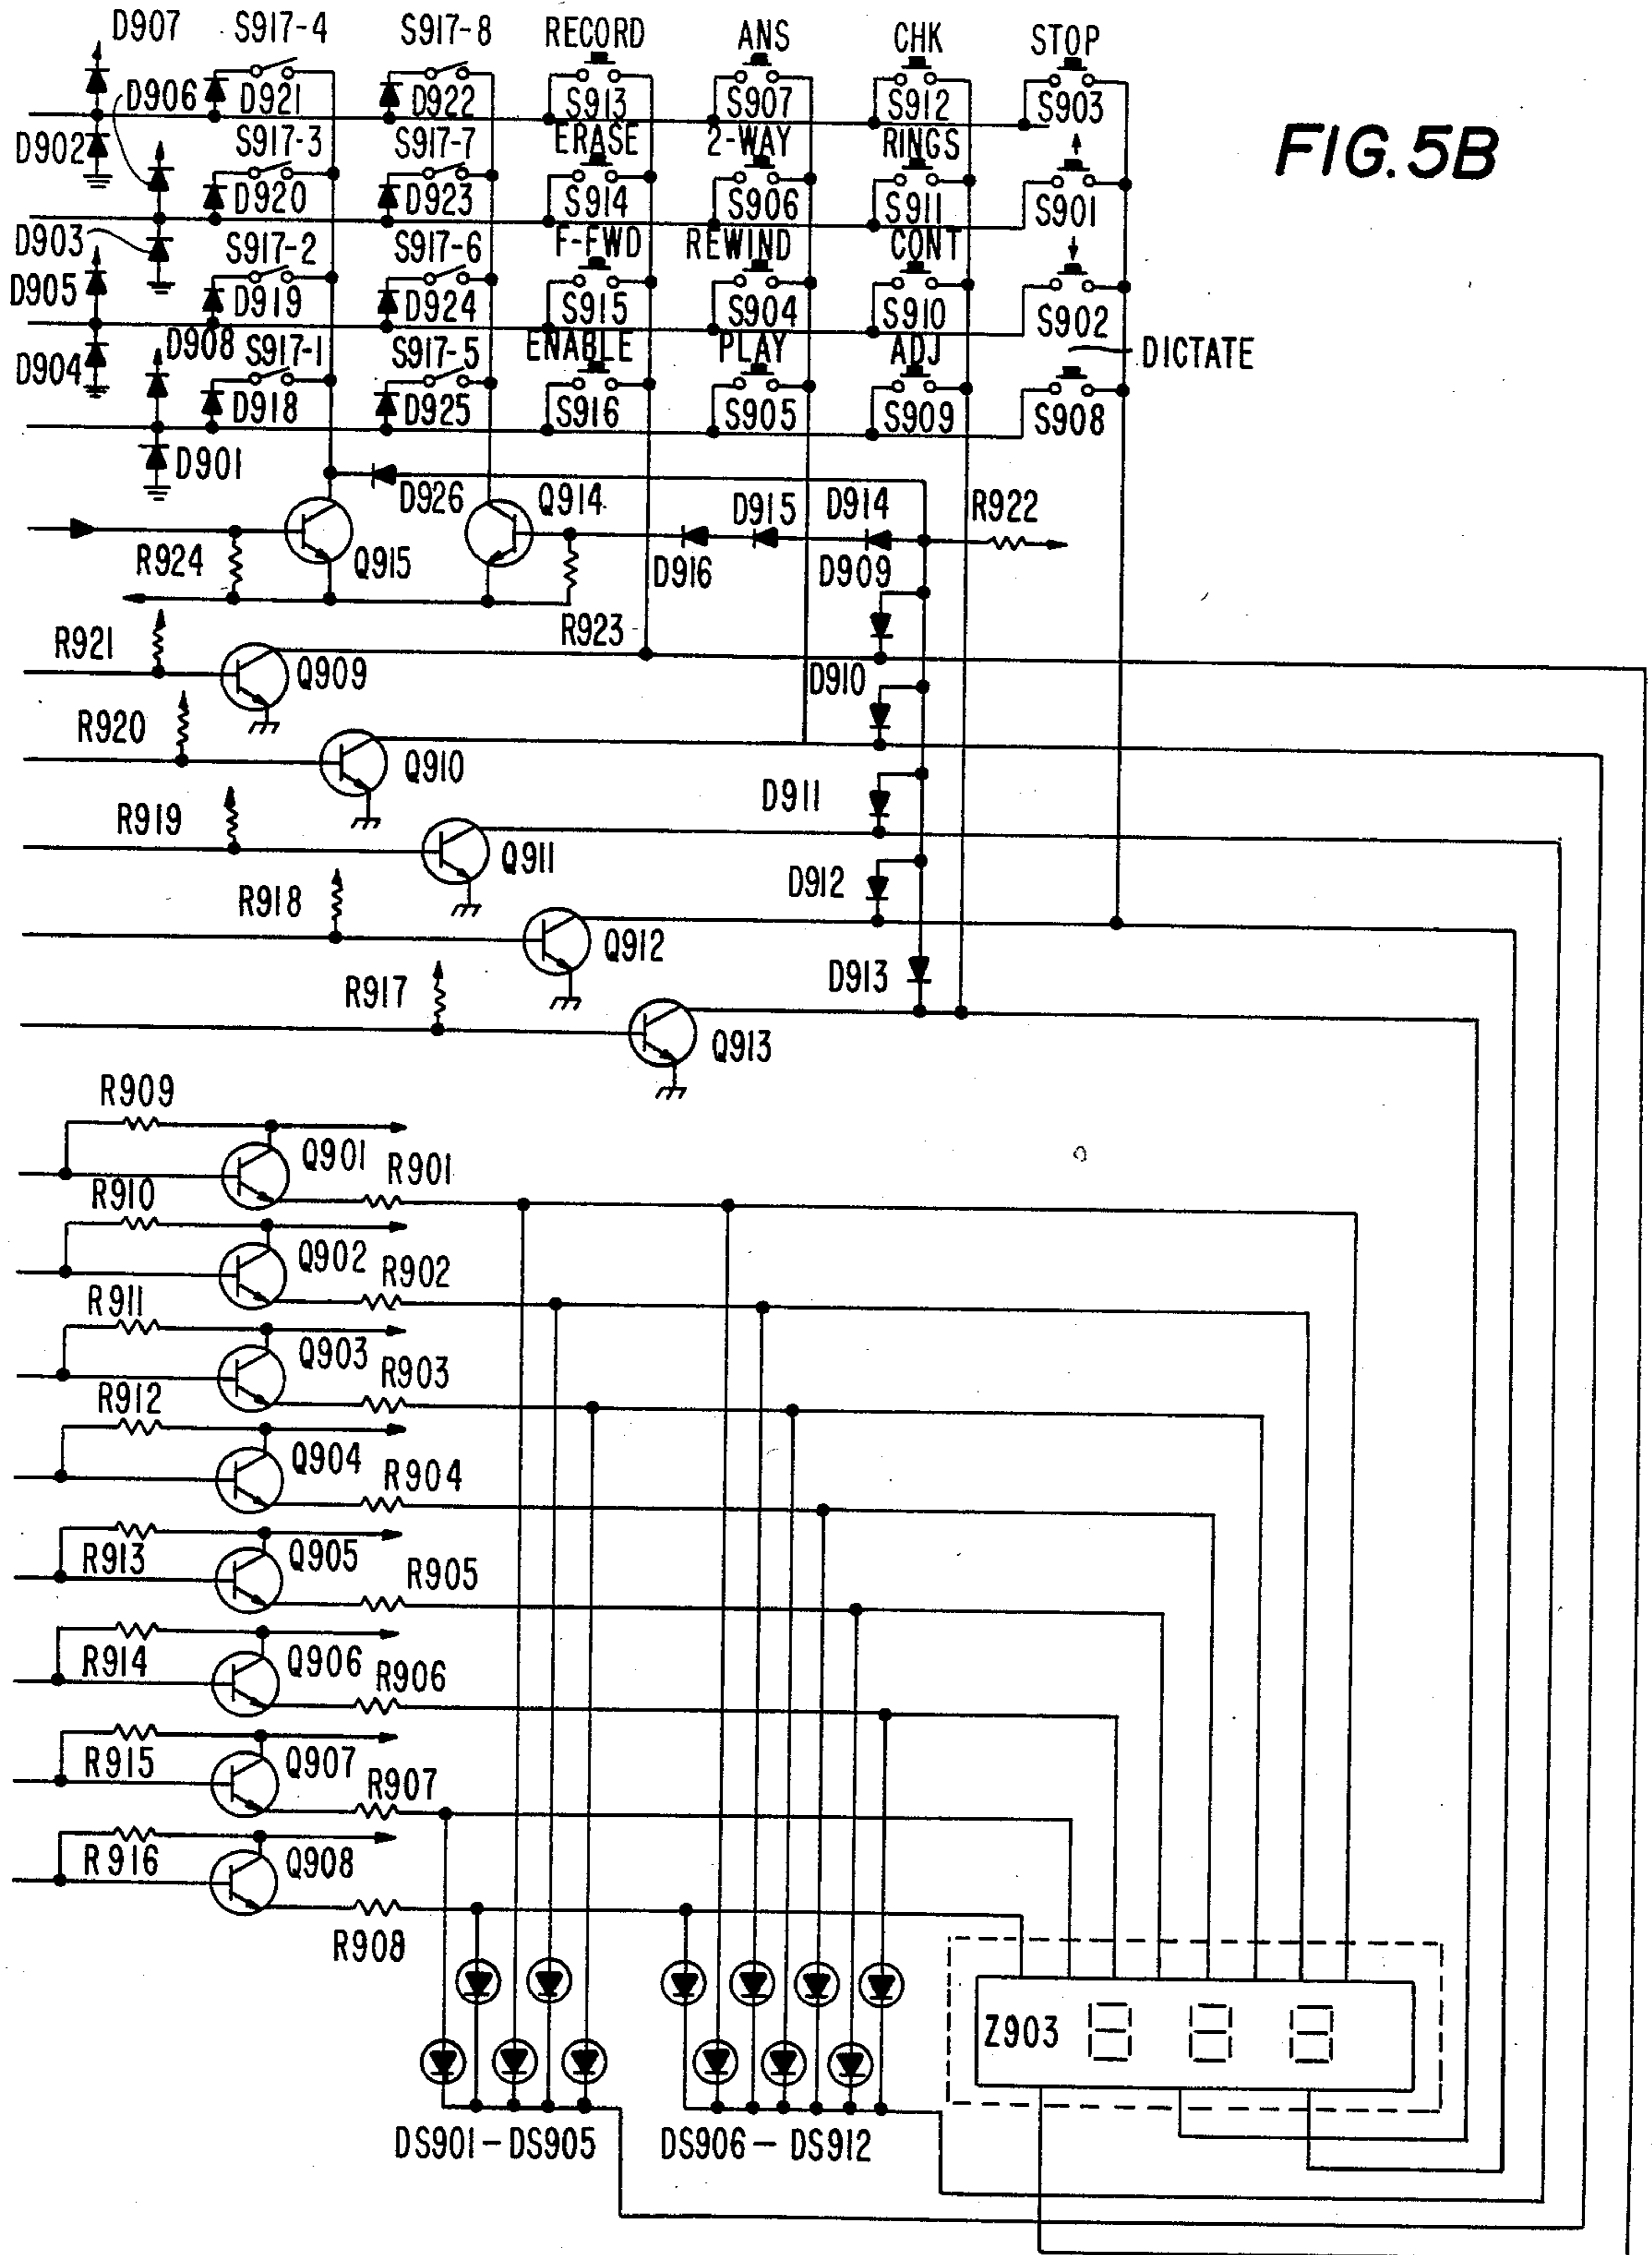 D907 S917-4 S917-8 RECORD ANS CHK STOP
D906 D921 D922 S913 S907 S912 S903
FIG.5B
D902 S917-3 S917-7 ERASE 2-WAY RINGS
D920 D923 S914 S906 S911 S901
D903 S917-2 S917-6 F-FWD REWIND CONT
D905 D919 D924 S915 S904 S910 S902
D908 S917-1 S917-5 ENABLE PLAY ADJ DICTATE
D904 D918 D925 S916 S905 S909 S908
D901
D926 Q914 D915 D914 R922
R924 Q915 D916 D909
R921 R923
Q909 D910
R920 Q910
R919 D911
Q911
R918 D912
Q912
R917 D913
Q913
R909
Q901 R901
R910
Q902 R902
R911
Q903 R903
R912
Q904 R904
R913 Q905 R905
R914 Q906 R906
R915 Q907 R907
R916 Q908
R908
Z903 8 8 8
DS901-DS905 DS906-DS912